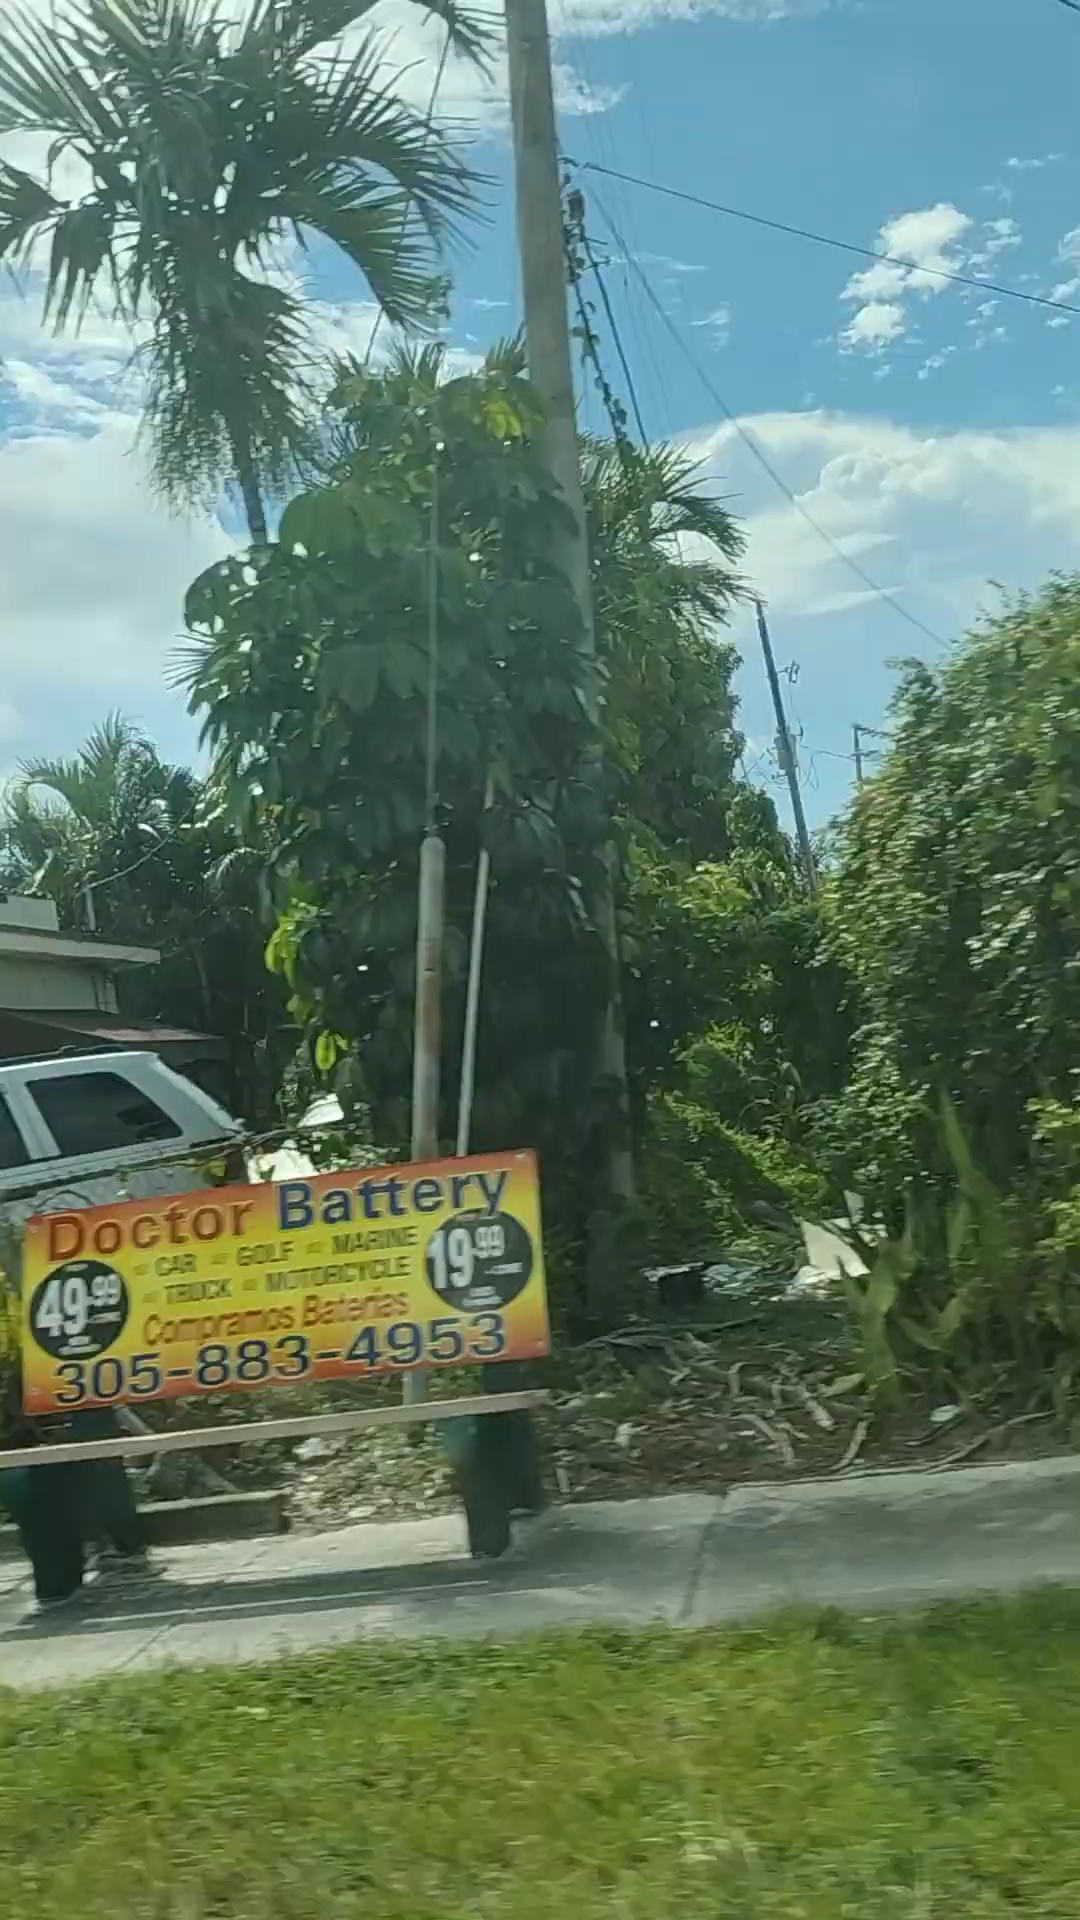 Doctor Battery
CAR GOLF MARINE
TRUCK MOTORCYCLE
49.99
19.99
Compramos Baterias
305-883-4953